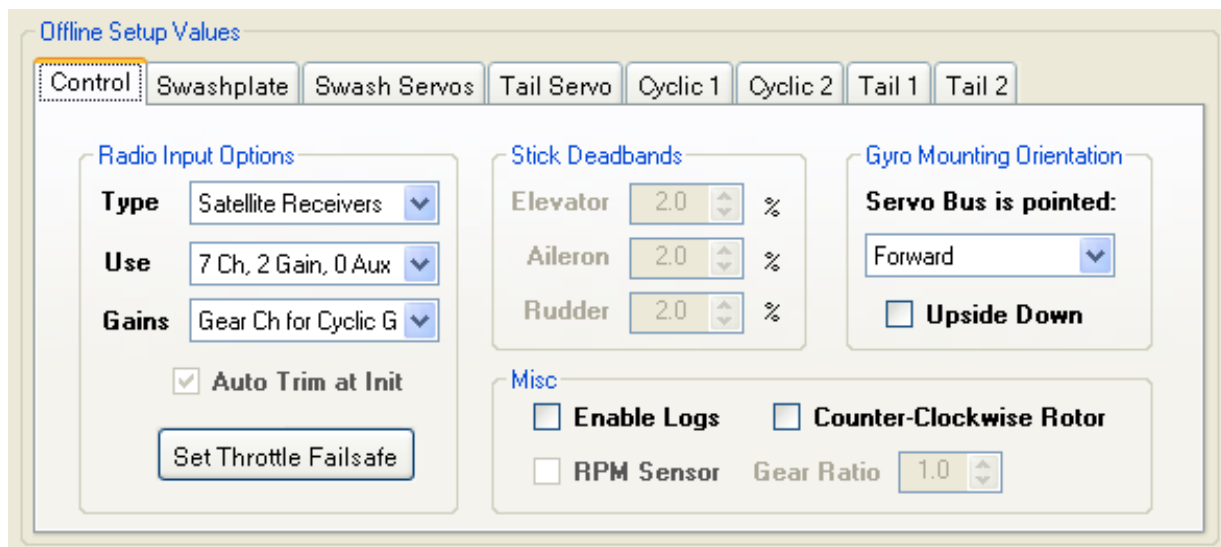 Offline Setup Values
Control Swashplate Swash Servos Tail Servo Cyclic 1 Cyclic 2 Tail 1 Tail 2
Radio Input Options
Type Satellite Receivers
Use 7 Ch, 2 Gain, 0 Aux
Gains Gear Ch for Cyclic G
Auto Trim at Init
Set Throttle Failsafe
Stick Deadbands
Elevator 2.0 %
Aileron 2.0 %
Rudder 2.0 %
Gyro Mounting Orientation
Servo Bus is pointed:
Forward
Upside Down
Misc
Enable Logs Counter-Clockwise Rotor
RPM Sensor Gear Ratio 1.0